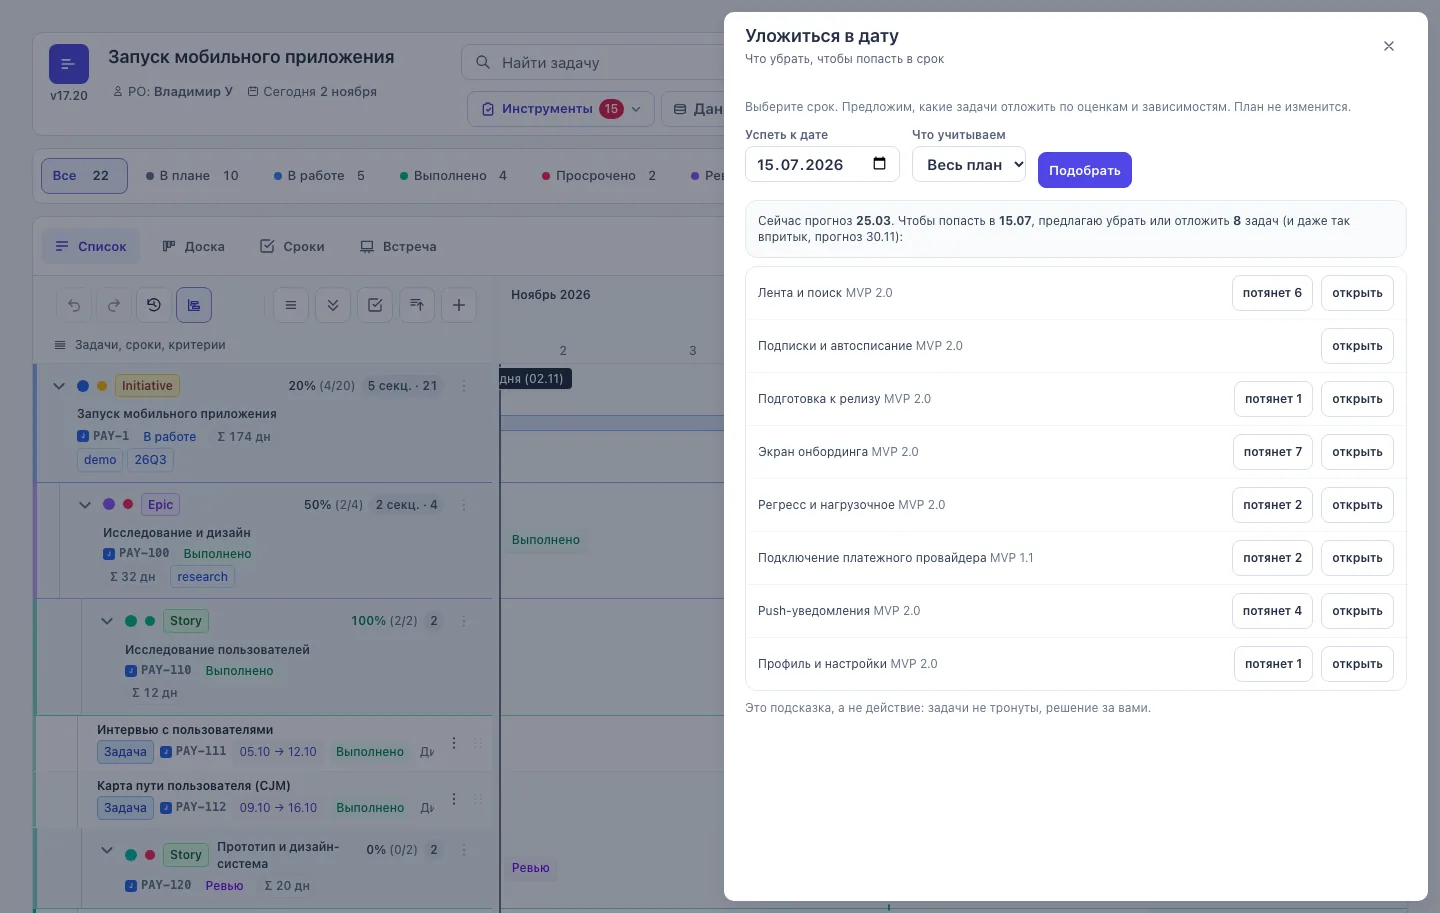 Запуск мобильного приложения
v17.20
PO: Владимир У
Сегодня 2 ноября
Найти задачу
Инструменты 15
Все 22
В плане 10
В работе 5
Выполнено 4
Просрочено 2
Список
Доска
Сроки
Встреча
Ноябрь 2026
Задачи, сроки, критерии
2
3
дня (02.11)
Initiative
20% (4/20)
5 секц. · 21
Запуск мобильного приложения
PAY-1
В работе
Σ 174 дн
demo
26Q3
Epic
50% (2/4)
2 секц. · 4
Исследование и дизайн
PAY-100
Выполнено
Σ 32 дн
research
Выполнено
Story
100% (2/2)
2
Исследование пользователей
PAY-110
Выполнено
Σ 12 дн
Интервью с пользователями
Задача
PAY-111
05.10 → 12.10
Выполнено
Карта пути пользователя (CJM)
Задача
PAY-112
09.10 → 16.10
Выполнено
Story
Прототип и дизайн-
система
0% (0/2)
2
PAY-120
Ревью
Σ 20 дн
Ревью
Уложиться в дату
Что убрать, чтобы попасть в срок
Выберите срок. Предложим, какие задачи отложить по оценкам и зависимостям. План не изменится.
Успеть к дате
Что учитываем
15.07.2026
Весь план
Подобрать
Сейчас прогноз 25.03. Чтобы попасть в 15.07, предлагаю убрать или отложить 8 задач (и даже так
впритык, прогноз 30.11):
Лента и поиск MVP 2.0 потянет 6 открыть
Подписки и автосписание MVP 2.0 открыть
Подготовка к релизу MVP 2.0 потянет 1 открыть
Экран онбординга MVP 2.0 потянет 7 открыть
Регресс и нагрузочное MVP 2.0 потянет 2 открыть
Подключение платежного провайдера MVP 1.1 потянет 2 открыть
Push-уведомления MVP 2.0 потянет 4 открыть
Профиль и настройки MVP 2.0 потянет 1 открыть
Это подсказка, а не действие: задачи не тронуты, решение за вами.